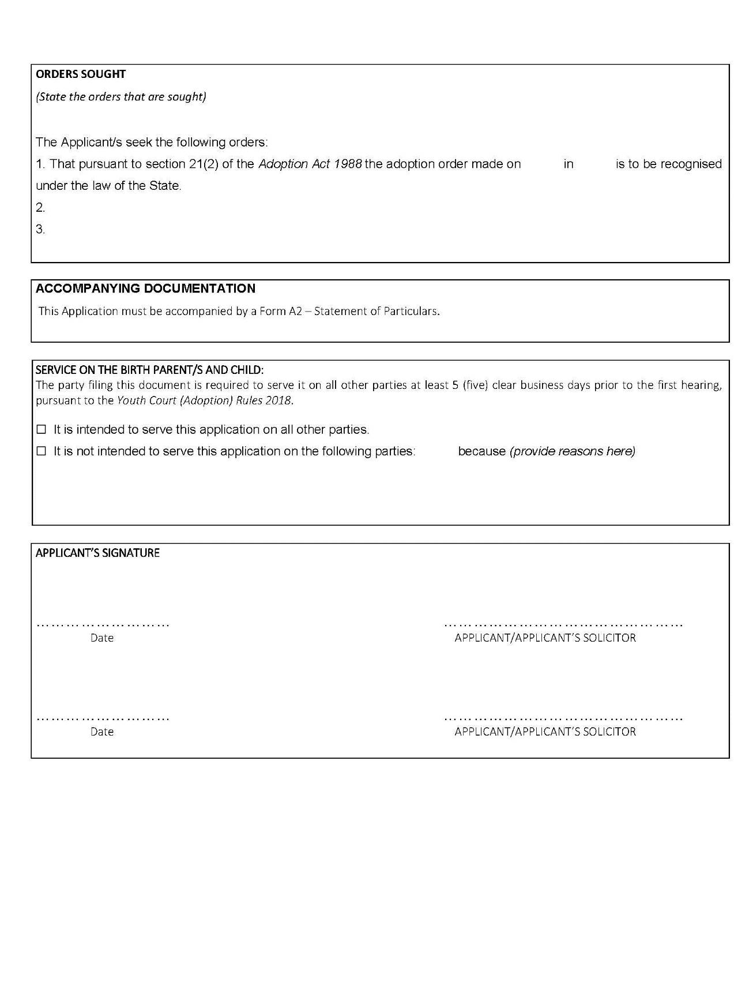 ORDERS SOUGHT
(State the orders that are sought)
The Applicant/s seek the following orders:
1. That pursuant to section 21(2) of the Adoption Act 1988 the adoption order made on in is to be recognised
under the law of the State.
2.
3.
ACCOMPANYING DOCUMENTATION
This Application must be accompanied by a Form A2 – Statement of Particulars.
SERVICE ON THE BIRTH PARENT/S AND CHILD:
The party filing this document is required to serve it on all other parties at least 5 (five) clear business days prior to the first hearing,
pursuant to the Youth Court (Adoption) Rules 2018.
☐ It is intended to serve this application on all other parties.
☐ It is not intended to serve this application on the following parties: because (provide reasons here)
APPLICANT'S SIGNATURE
……………………… …………………………………………
Date APPLICANT/APPLICANT'S SOLICITOR
……………………… …………………………………………
Date APPLICANT/APPLICANT'S SOLICITOR